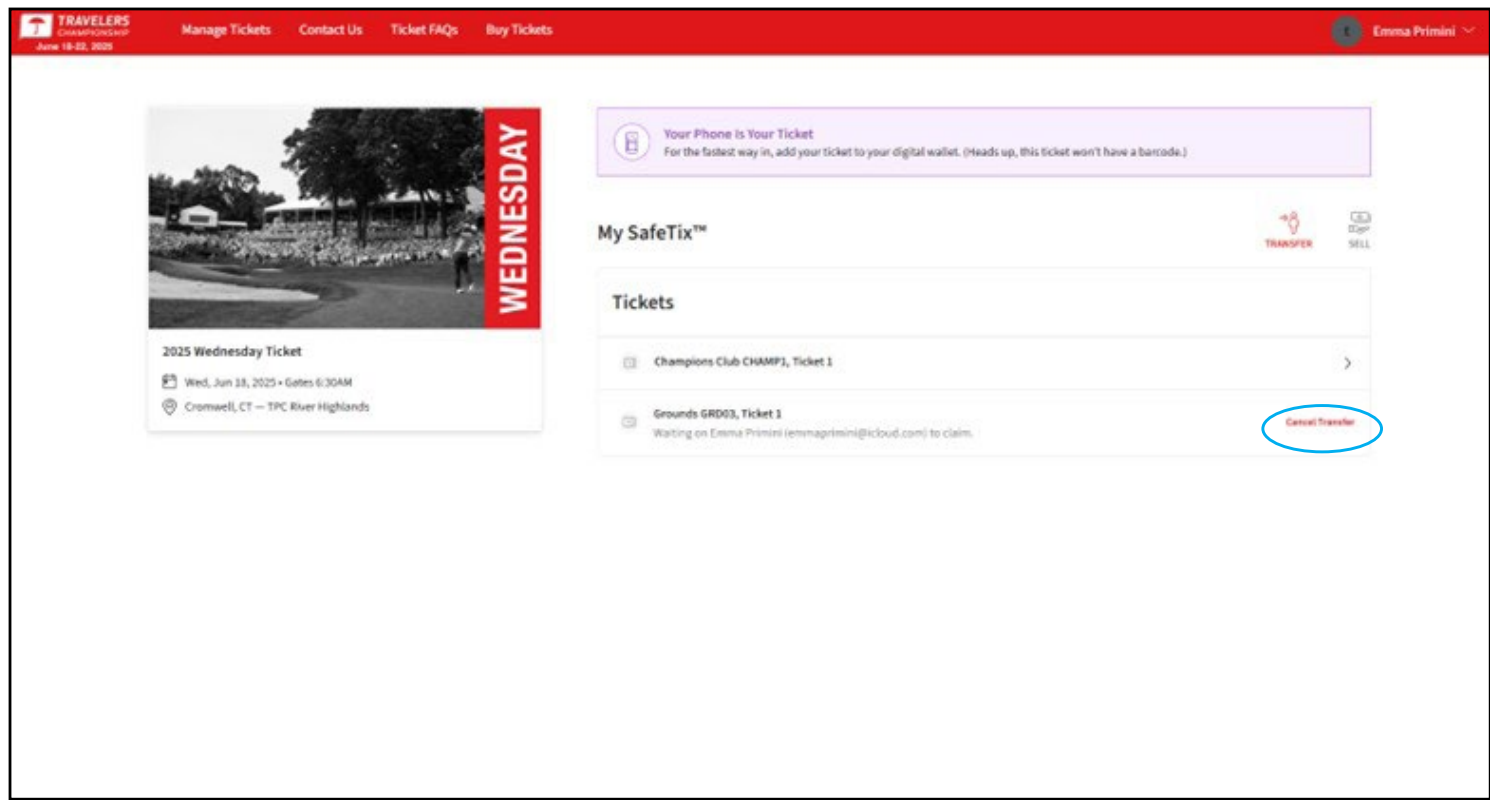 TRAVELERS
CHAMPIONSHIP
June 18-22, 2025
Manage Tickets
Contact Us
Ticket FAQs
Buy Tickets
E
Emma Primini
WEDNESDAY
2025 Wednesday Ticket
Wed, Jun 18, 2025 • Gates 6:30AM
Cromwell, CT — TPC River Highlands
Your Phone Is Your Ticket
For the fastest way in, add your ticket to your digital wallet. (Heads up, this ticket won't have a barcode.)
My SafeTix™
TRANSFER
SELL
Tickets
Champions Club CHAMP1, Ticket 1
Grounds GRD03, Ticket 1
Waiting on Emma Primini (emmaprimini@icloud.com) to claim.
Cancel Transfer